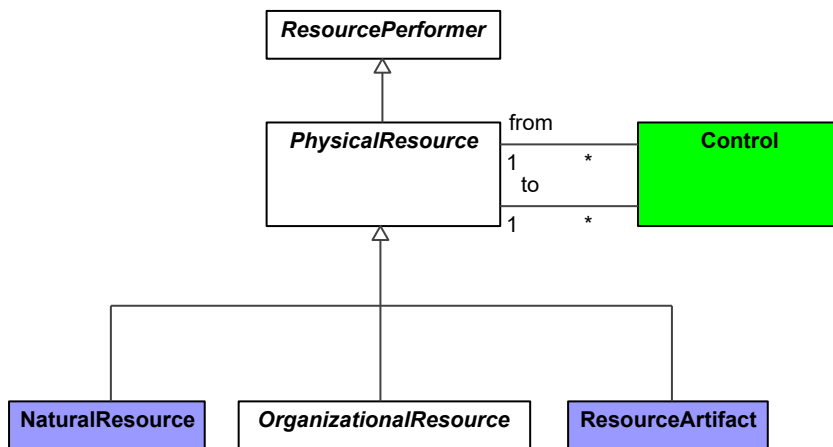 ResourcePerformer
PhysicalResource
from
Control
1 *
to
1 *
NaturalResource
OrganizationalResource
ResourceArtifact